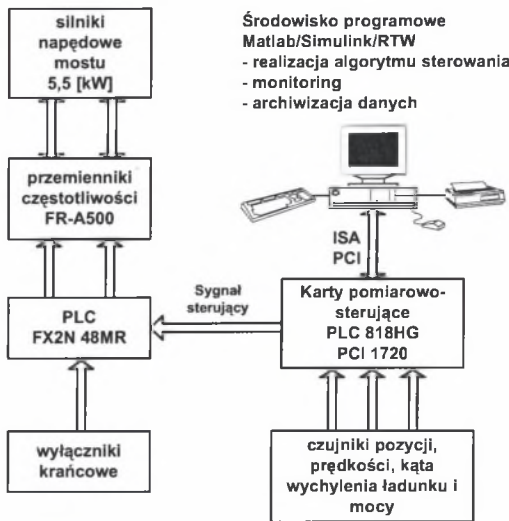 silniki
napędowe
mostu
5,5 [kW]
Środowisko programowe
Matlab/Simulink/RTW
- realizacja algorytmu sterowania
- monitoring
- archiwizacja danych
przemienniki
częstotliwości
FR-A500
ISA
PCI
PLC
FX2N 48MR
Sygnał
sterujący
Karty pomiarowo-
sterujące
PLC 818HG
PCI 1720
wyłączniki
krańcowe
czujniki pozycji,
prędkości, kąta
wychylenia ładunku i
mocy